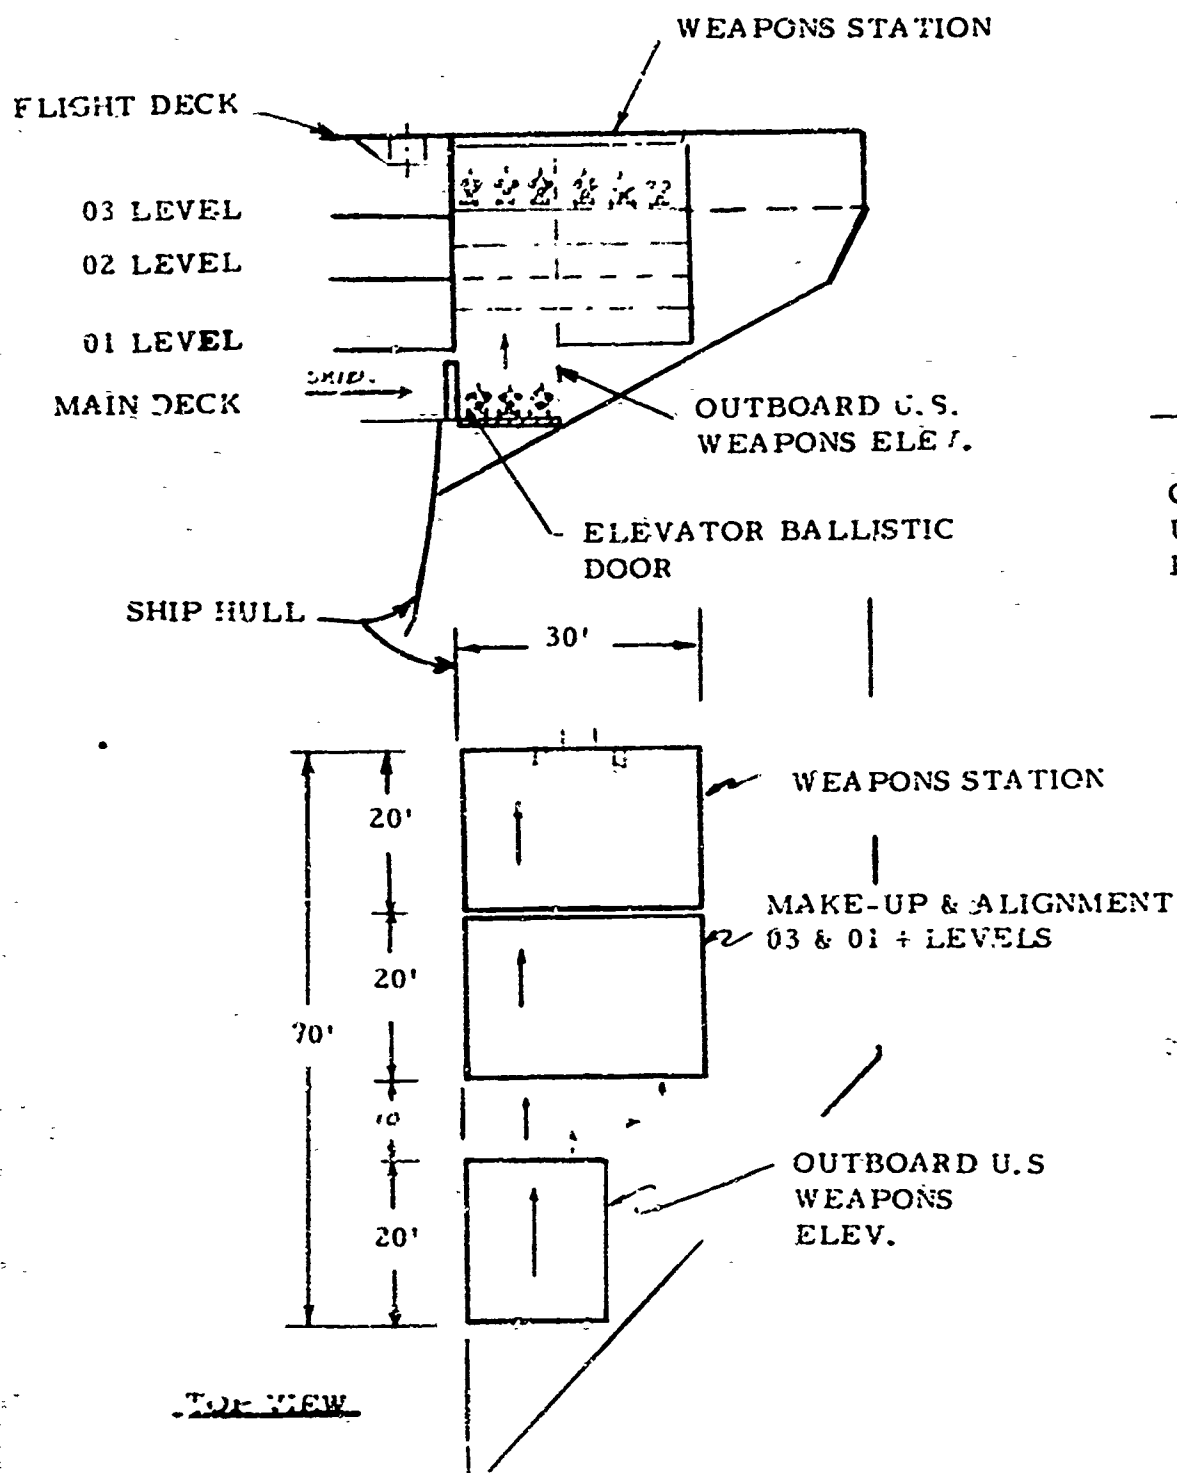 WEAPONS STATION
FLIGHT DECK
03 LEVEL
02 LEVEL
01 LEVEL
SKID.
MAIN DECK
OUTBOARD U.S.
WEAPONS ELEV.
ELEVATOR BALLISTIC
DOOR
SHIP HULL
30'
20'
WEAPONS STATION
MAKE-UP & ALIGNMENT
03 & 01 + LEVELS
20'
70'
10
OUTBOARD U.S
WEAPONS
ELEV.
20'
TOP VIEW